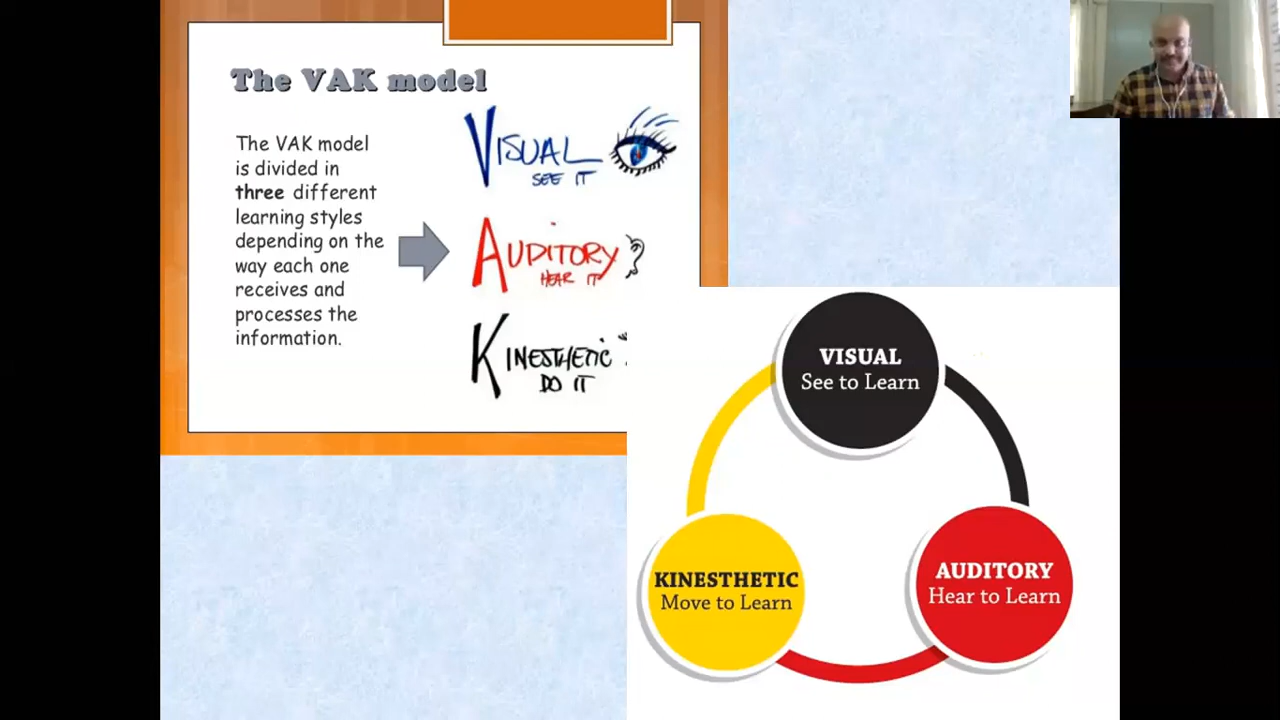 The VAK model
The VAK model
is divided in
three different
learning styles
depending on the
way each one
receives and
processes the
information.
VISUAL
SEE IT
AUDITORY
HEAR IT
KINESTHETIC
DO IT
VISUAL
See to Learn
KINESTHETIC
Move to Learn
AUDITORY
Hear to Learn